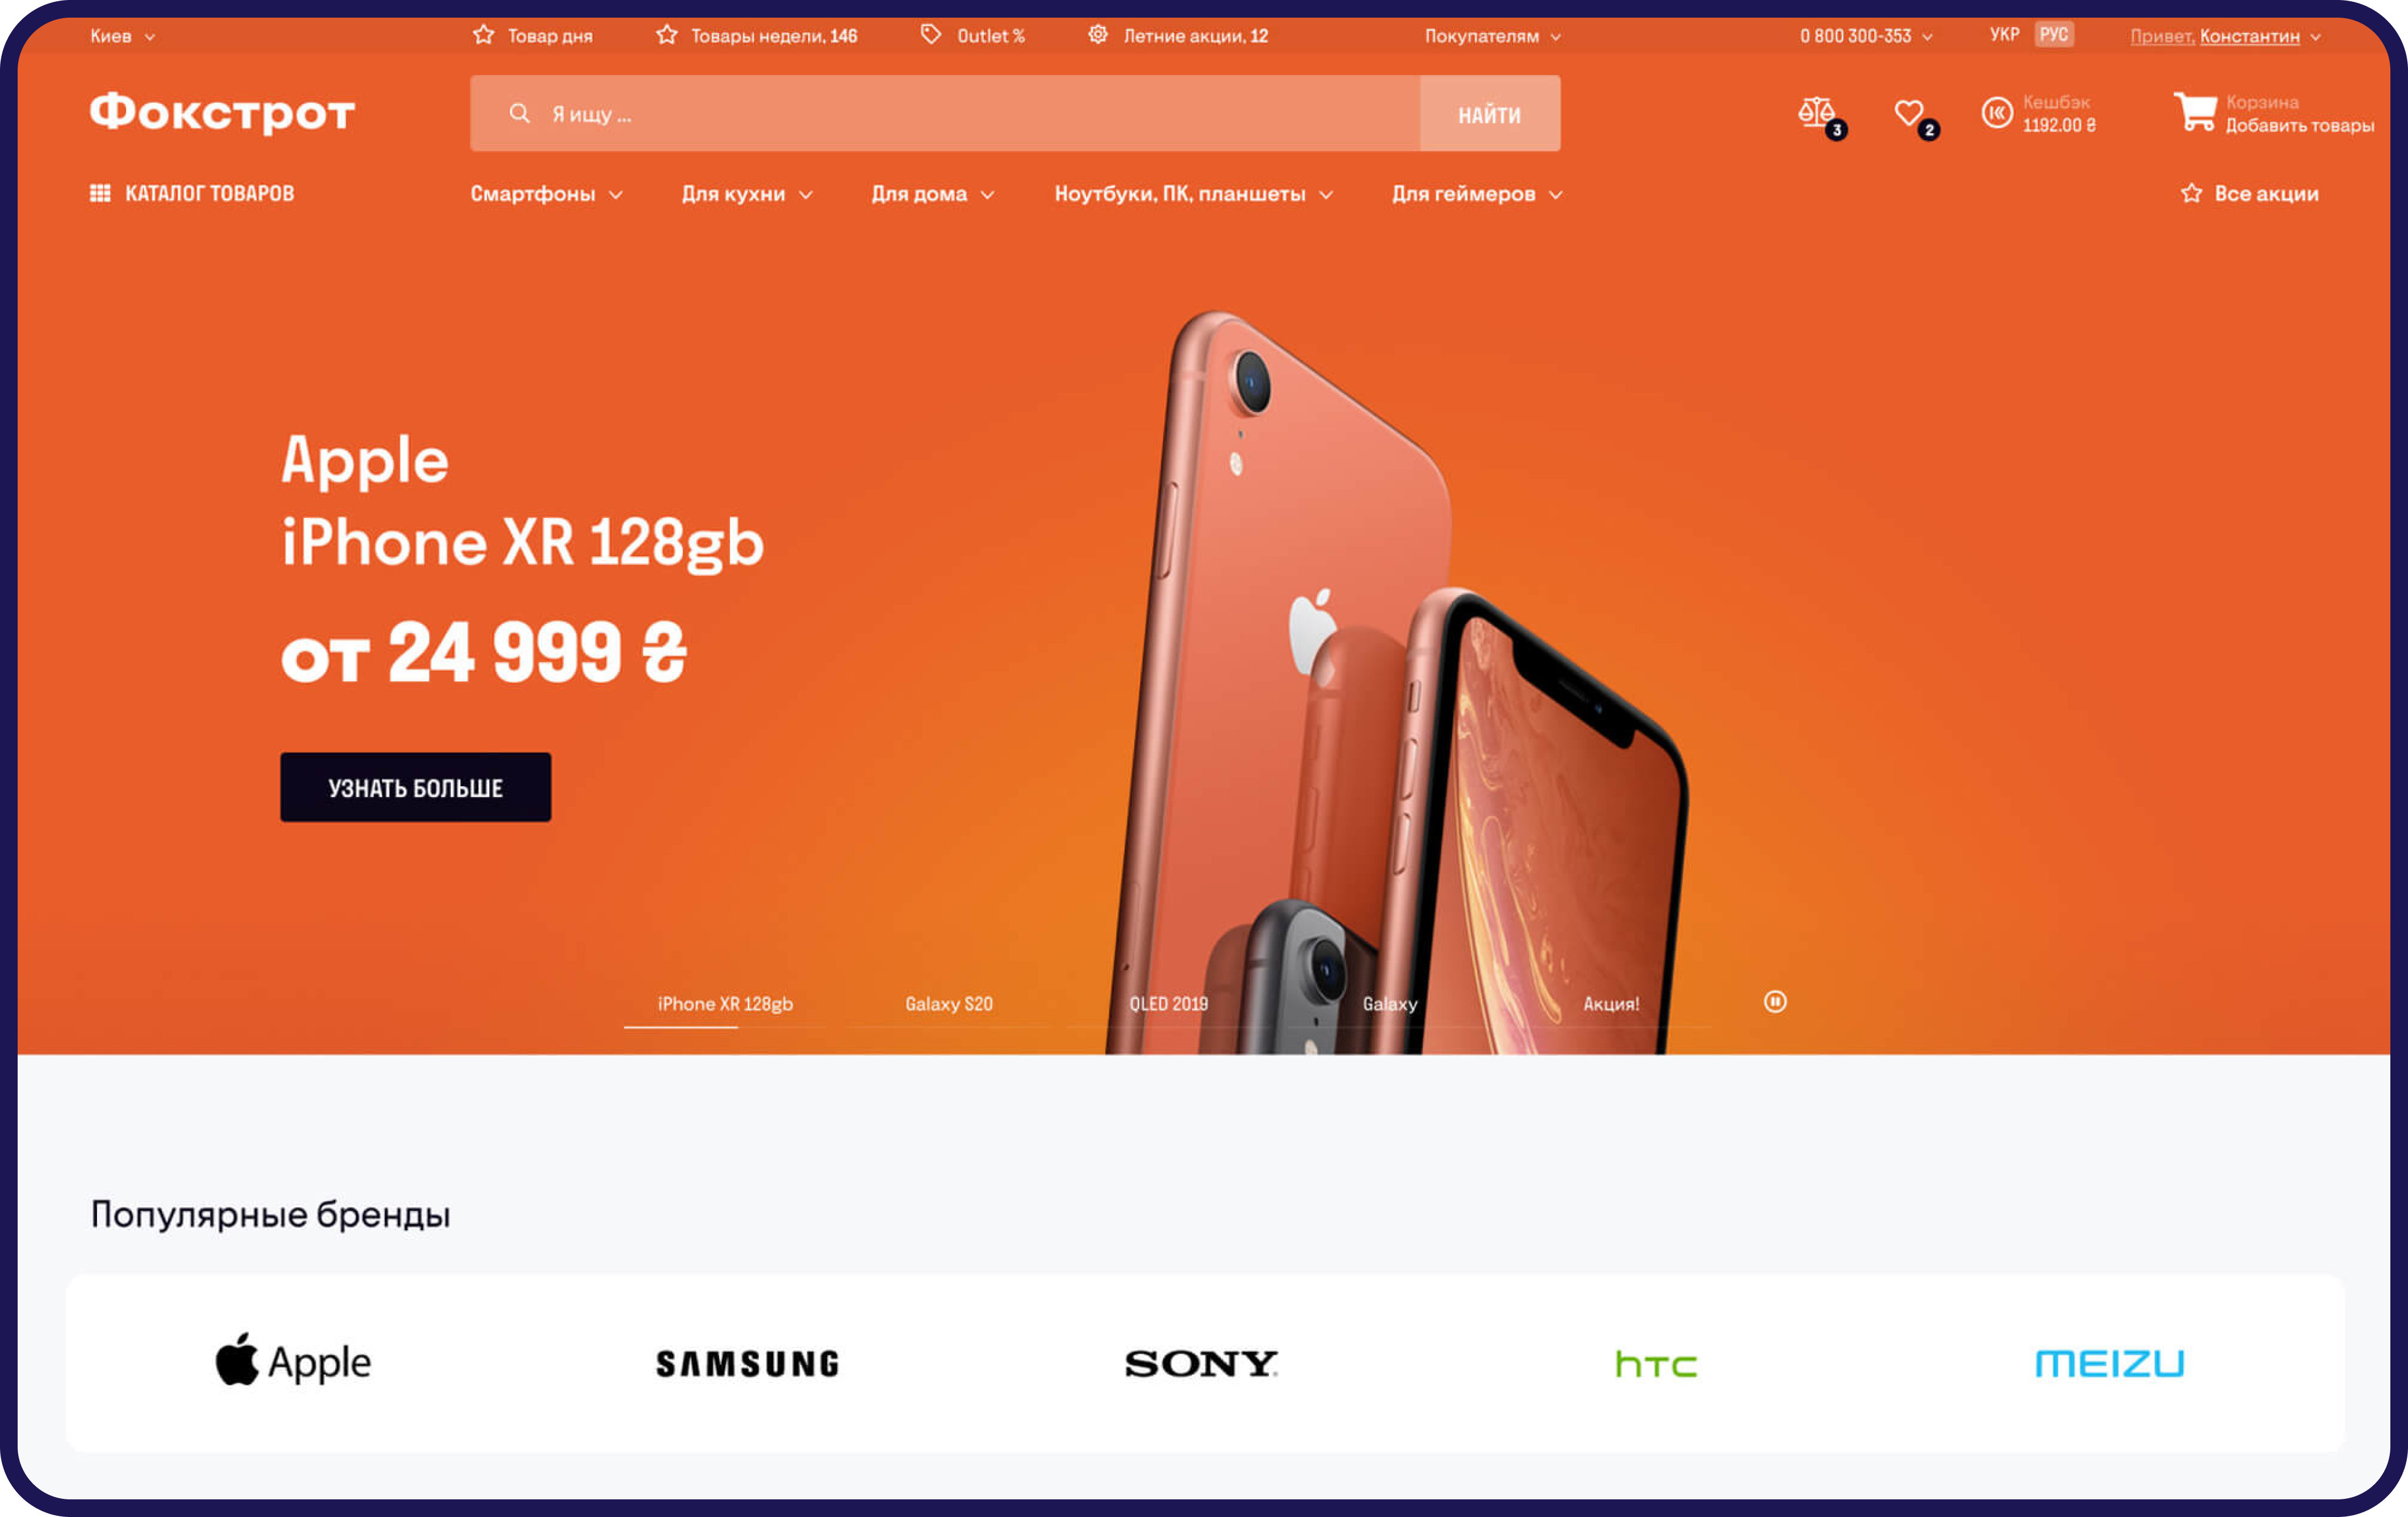 Киев
Товар дня
Товары недели, 146
Outlet %
Летние акции, 12
Покупателям
0 800 300-353
УКР РУС
Привет, Константин
Фокстрот
Я ищу ...
НАЙТИ
3
2
Кешбэк
1192.00 ₴
Корзина
Добавить товары
КАТАЛОГ ТОВАРОВ
Смартфоны
Для кухни
Для дома
Ноутбуки, ПК, планшеты
Для геймеров
Все акции
Apple
iPhone XR 128gb
от 24 999 ₴
УЗНАТЬ БОЛЬШЕ
iPhone XR 128gb
Galaxy S20
QLED 2019
Galaxy
Акция!
Популярные бренды
Apple
SAMSUNG
SONY
hTC
MEIZU